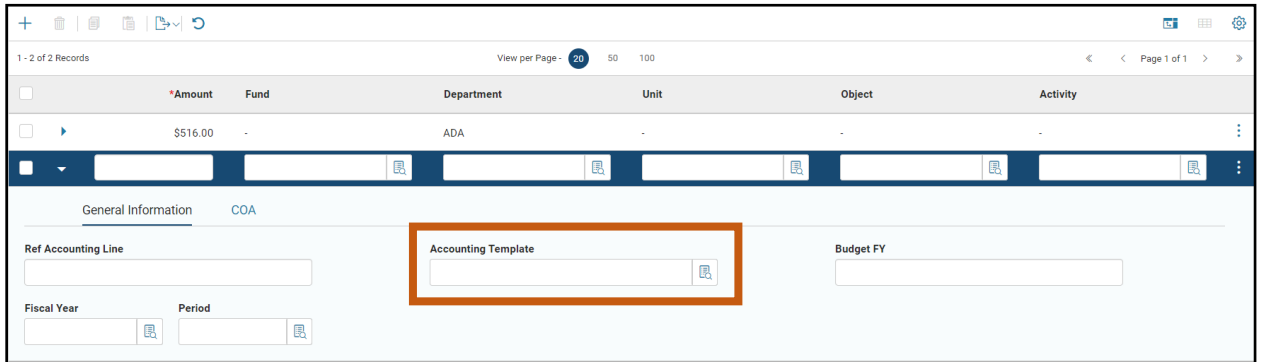 1 - 2 of 2 Records View per Page - 20 50 100 Page 1 of 1
*Amount Fund Department Unit Object Activity
$516.00 - ADA - - -
General Information COA
Ref Accounting Line Accounting Template Budget FY
Fiscal Year Period